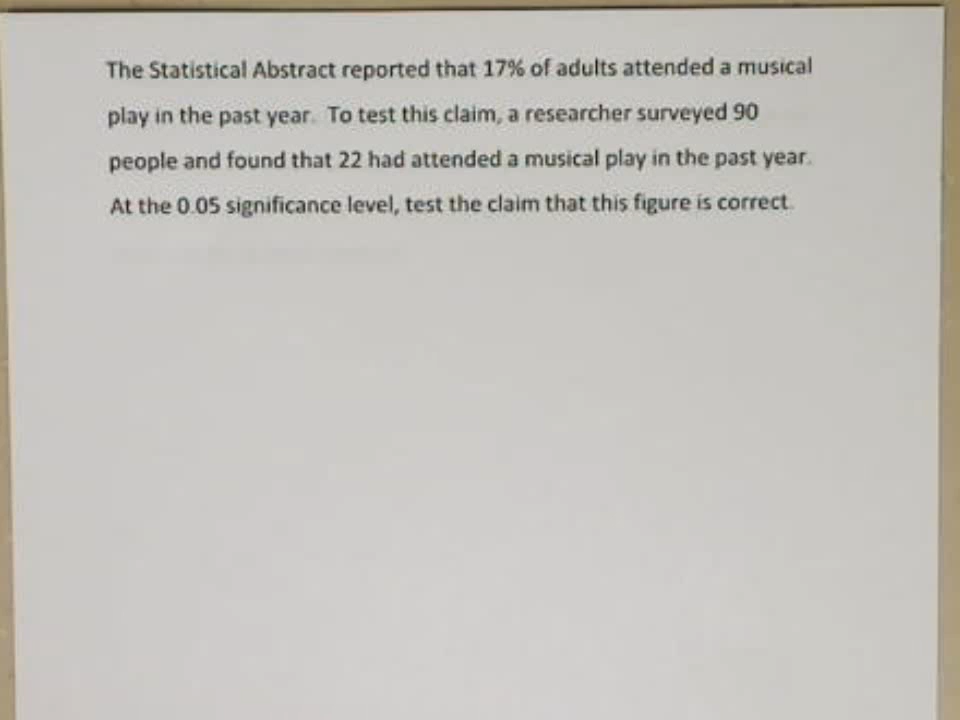 The Statistical Abstract reported that 17% of adults attended a musical
play in the past year. To test this claim, a researcher surveyed 90
people and found that 22 had attended a musical play in the past year.
At the 0.05 significance level, test the claim that this figure is correct.